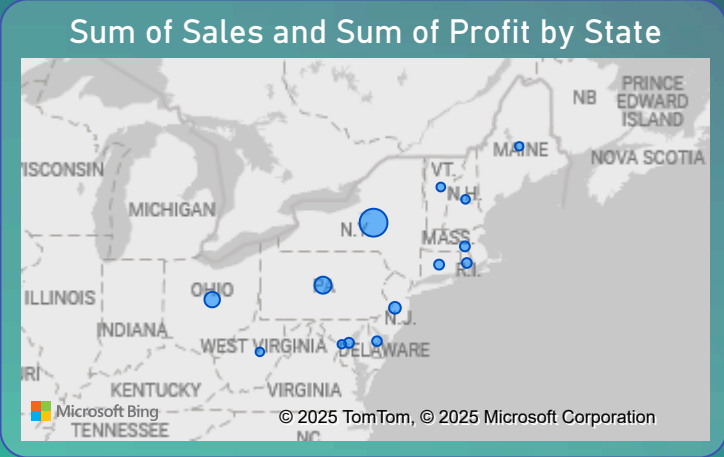 Sum of Sales and Sum of Profit by State
PRINCE
EDWARD
ISLAND
NB
MAINE
NOVA SCOTIA
VT.
N.H.
MICHIGAN
N.Y.
MASS.
R.I.
PA
OHIO
ILLINOIS
N.J.
INDIANA
WEST VIRGINIA
DELAWARE
KENTUCKY
VIRGINIA
Microsoft Bing
© 2025 TomTom, © 2025 Microsoft Corporation
TENNESSEE
NC